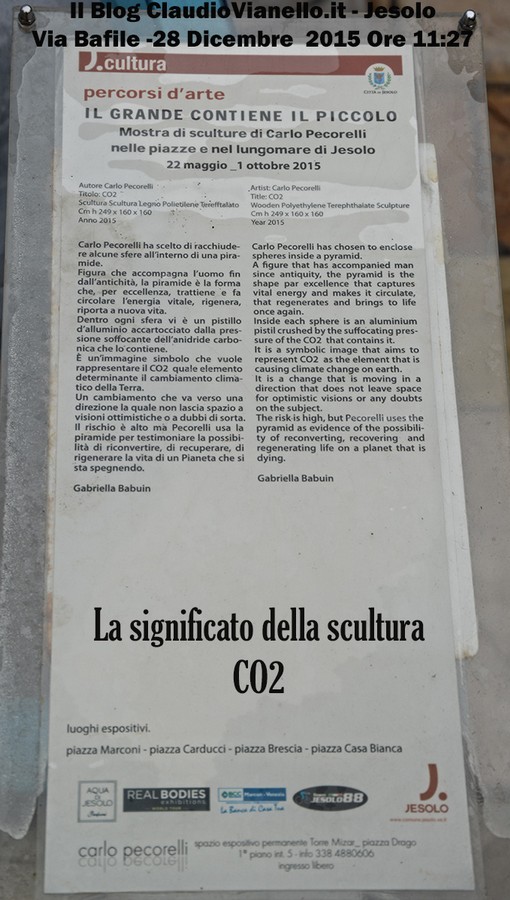 Il Blog ClaudioVianello.it - Jesolo
Via Bafile -28 Dicembre 2015 Ore 11:27
J.cultura
percorsi d'arte
IL GRANDE CONTIENE IL PICCOLO
Mostra di sculture di Carlo Pecorelli
nelle piazze e nel lungomare di Jesolo
22 maggio _1 ottobre 2015
Autore Carlo Pecorelli
Titolo: CO2
Scultura Scultura Legno Polietilene Tereftalato
Cm h 249 x 160 x 160
Anno 2015
Artist: Carlo Pecorelli
Title: CO2
Wooden Polyethylene Terephthalate Sculpture
Cm h 249 x 160 x 160
Year 2015
Carlo Pecorelli ha scelto di racchiude-
re alcune sfere all'interno di una pira-
mide.
Figura che accompagna l'uomo fin
dall'antichità, la piramide è la forma
che, per eccellenza, trattiene e fa
circolare l'energia vitale, rigenera,
riporta a nuova vita.
Dentro ogni sfera vi è un pistillo
d'alluminio accartocciato dalla pres-
sione soffocante dell'anidride carbo-
nica che lo contiene.
È un'immagine simbolo che vuole
rappresentare il CO2 quale elemento
determinante il cambiamento clima-
tico della Terra.
Un cambiamento che va verso una
direzione la quale non lascia spazio a
visioni ottimistiche o a dubbi di sorta.
Il rischio è alto ma Pecorelli usa la
piramide per testimoniare la possibi-
lità di riconvertire, di recuperare, di
rigenerare la vita di un Pianeta che si
sta spegnendo.
Gabriella Babuin
Carlo Pecorelli has chosen to enclose
spheres inside a pyramid.
A figure that has accompanied man
since antiquity, the pyramid is the
shape par excellence that captures
vital energy and makes it circulate,
that regenerates and brings to life
once again.
Inside each sphere is an aluminium
pistil crushed by the suffocating pres-
sure of the CO2 that contains it.
It is a symbolic image that aims to
represent CO2 as the element that is
causing climate change on earth.
It is a change that is moving in a
direction that does not leave space
for optimistic visions or any doubts
on the subject.
The risk is high, but Pecorelli uses the
pyramid as evidence of the possibili-
ty of reconverting, recovering and
regenerating life on a planet that is
dying.
Gabriella Babuin
La significato della scultura
CO2
luoghi espositivi.
piazza Marconi - piazza Carducci - piazza Brescia - piazza Casa Bianca
AQUA
DI
JESOLO
REAL BODIES
exhibitions
BCC
La Banca di Casa Tua
JESOLO88
J.
JESOLO
carlo pecorelli
spazio espositivo permanente Torre Mizar_ piazza Drago
1° piano int. 5 - info 338 4880606
ingresso libero